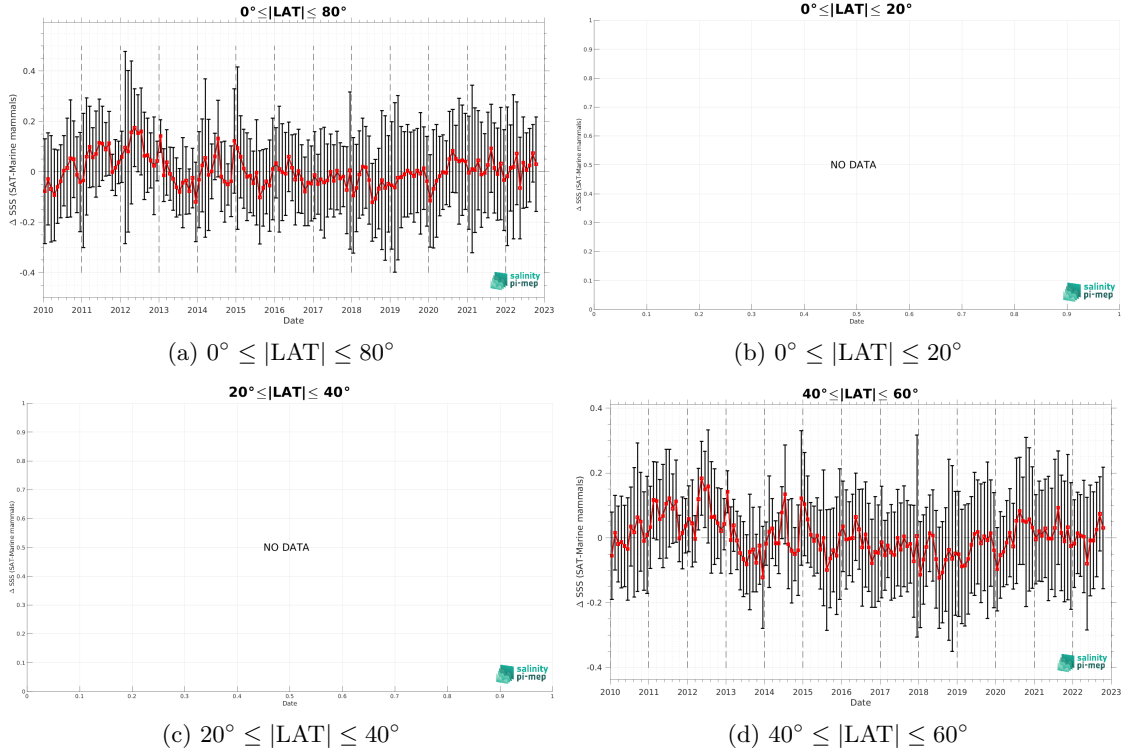 0°≤|LAT|≤ 80°
Δ SSS (SAT-Marine mammals)
0.4
0.2
0
-0.2
-0.4
2010 2011 2012 2013 2014 2015 2016 2017 2018 2019 2020 2021 2022 2023
Date
salinity
pi-mep
(a) 0° ≤ |LAT| ≤ 80°
0°≤|LAT|≤ 20°
Δ SSS (SAT-Marine mammals)
1
0.9
0.8
0.7
0.6
0.5
0.4
0.3
0.2
0.1
0
NO DATA
0 0.1 0.2 0.3 0.4 0.5 0.6 0.7 0.8 0.9 1
Date
salinity
pi-mep
(b) 0° ≤ |LAT| ≤ 20°
20°≤|LAT|≤ 40°
Δ SSS (SAT-Marine mammals)
1
0.9
0.8
0.7
0.6
0.5
0.4
0.3
0.2
0.1
0
NO DATA
0 0.1 0.2 0.3 0.4 0.5 0.6 0.7 0.8 0.9 1
Date
salinity
pi-mep
(c) 20° ≤ |LAT| ≤ 40°
40°≤|LAT|≤ 60°
Δ SSS (SAT-Marine mammals)
0.4
0.2
0
-0.2
-0.4
2010 2011 2012 2013 2014 2015 2016 2017 2018 2019 2020 2021 2022 2023
Date
salinity
pi-mep
(d) 40° ≤ |LAT| ≤ 60°